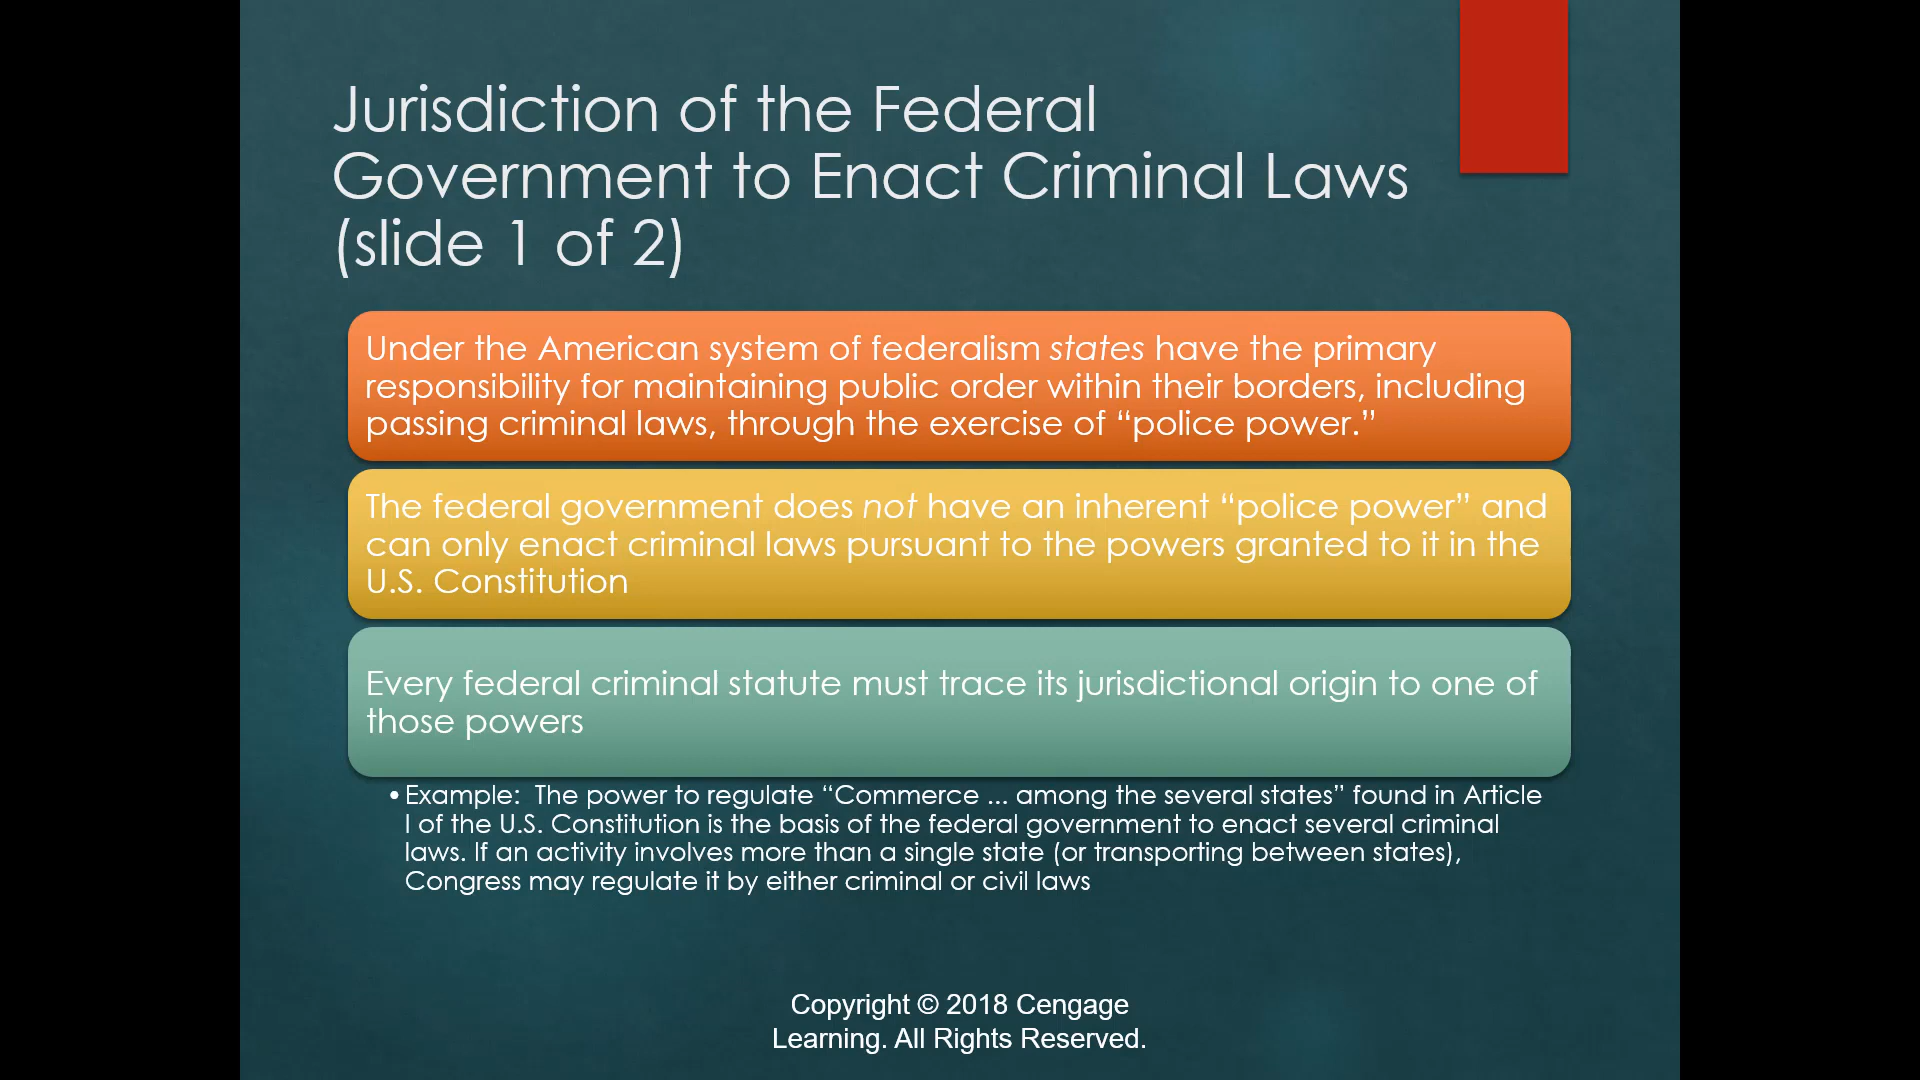 Jurisdiction of the Federal
Government to Enact Criminal Laws
(slide 1 of 2)
Under the American system of federalism states have the primary
responsibility for maintaining public order within their borders, including
passing criminal laws, through the exercise of “police power.”
The federal government does not have an inherent “police power” and
can only enact criminal laws pursuant to the powers granted to it in the
U.S. Constitution
Every federal criminal statute must trace its jurisdictional origin to one of
those powers
• Example:  The power to regulate “Commerce ... among the several states” found in Article
I of the U.S. Constitution is the basis of the federal government to enact several criminal
laws. If an activity involves more than a single state (or transporting between states),
Congress may regulate it by either criminal or civil laws
Copyright © 2018 Cengage
Learning. All Rights Reserved.